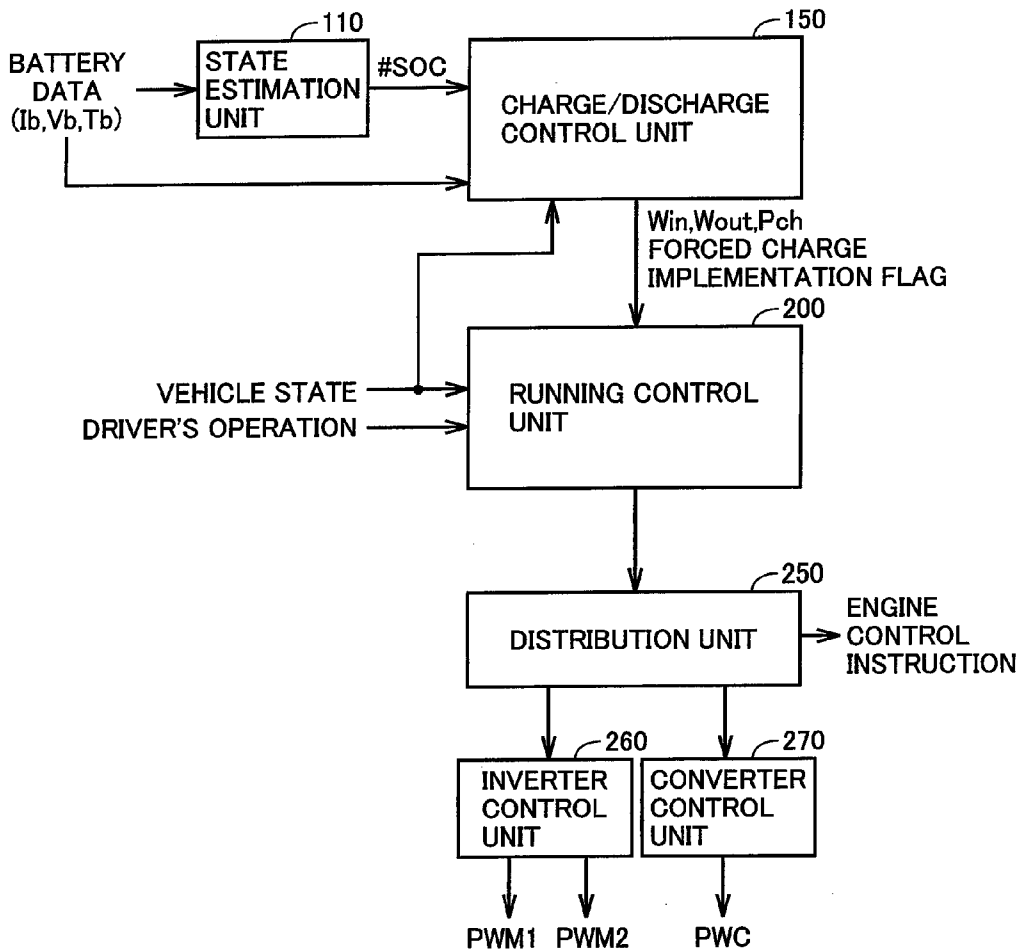 110
150
BATTERY
DATA
(Ib,Vb,Tb)
STATE
ESTIMATION
UNIT
#SOC
CHARGE/DISCHARGE
CONTROL UNIT
Win,Wout,Pch
FORCED CHARGE
IMPLEMENTATION FLAG
200
VEHICLE STATE
DRIVER'S OPERATION
RUNNING CONTROL
UNIT
250
DISTRIBUTION UNIT
ENGINE
CONTROL
INSTRUCTION
260
270
INVERTER
CONTROL
UNIT
CONVERTER
CONTROL
UNIT
PWM1
PWM2
PWC